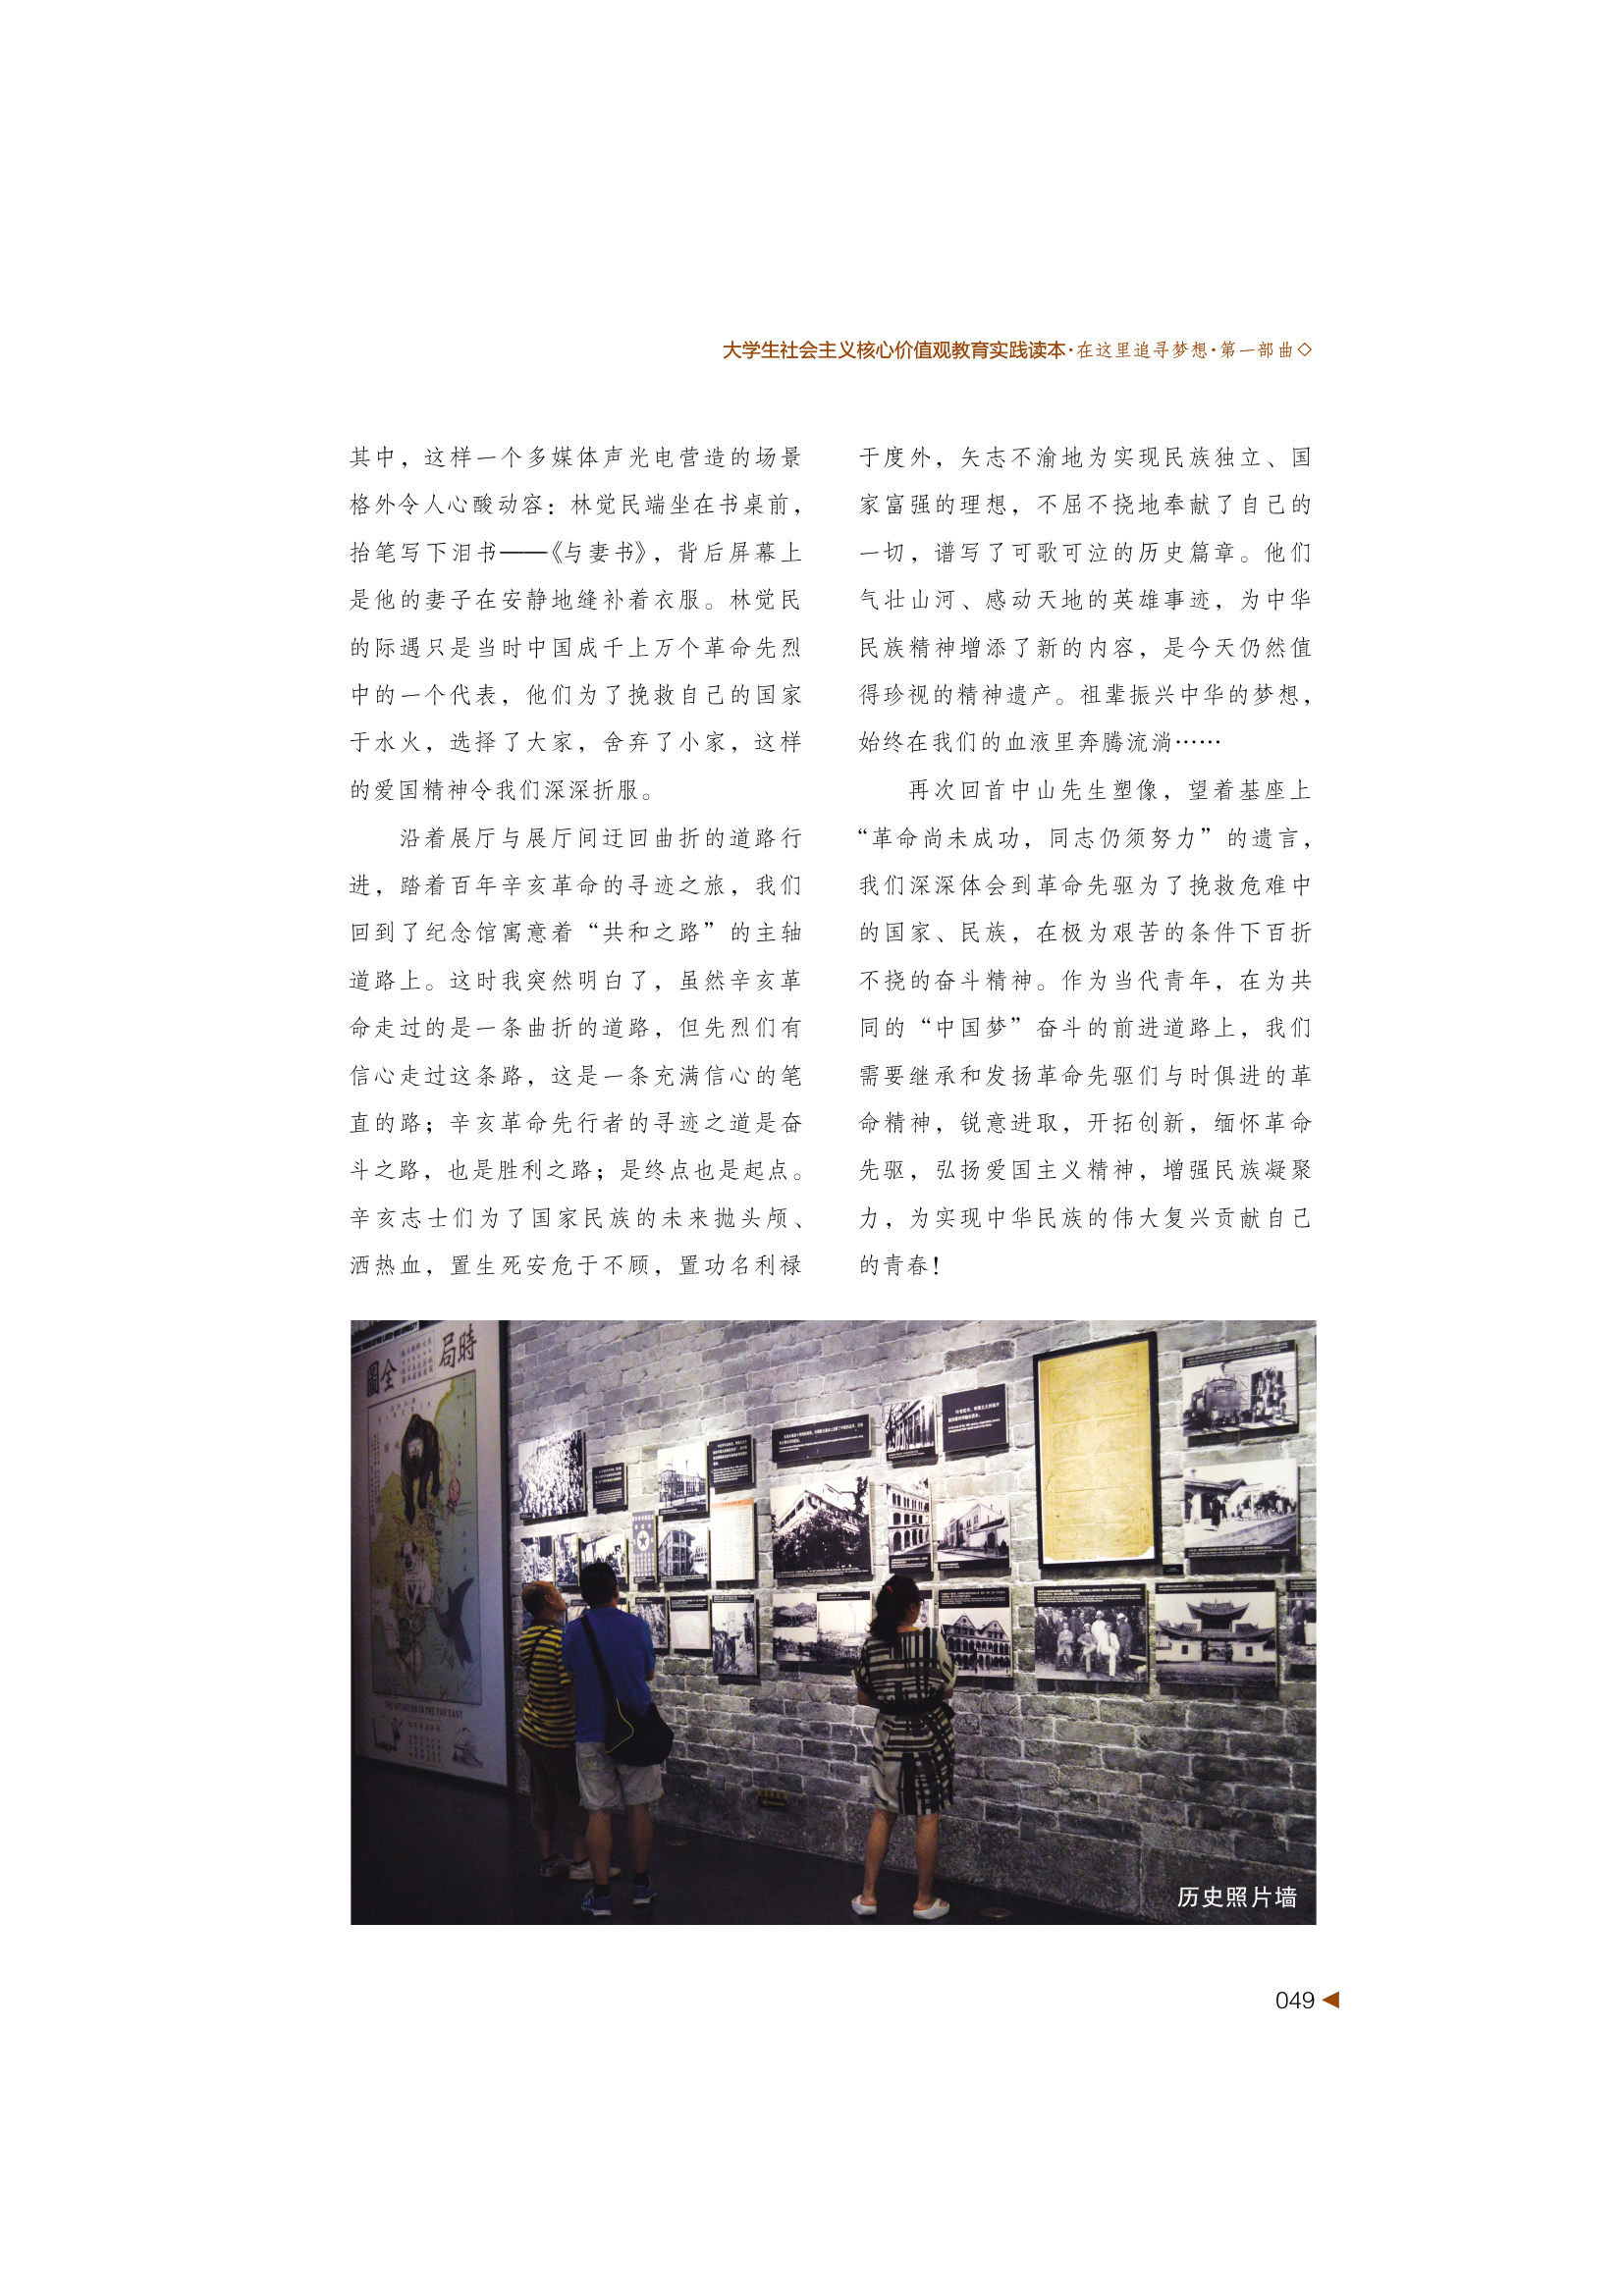 大学生社会主义核心价值观教育实践读本·在这里追寻梦想·第一部曲◇
其中，这样一个多媒体声光电营造的场景
格外令人心酸动容：林觉民端坐在书桌前，
抬笔写下泪书——《与妻书》，背后屏幕上
是他的妻子在安静地缝补着衣服。林觉民
的际遇只是当时中国成千上万个革命先烈
中的一个代表，他们为了挽救自己的国家
于水火，选择了大家，舍弃了小家，这样
的爱国精神令我们深深折服。
沿着展厅与展厅间迂回曲折的道路行
进，踏着百年辛亥革命的寻迹之旅，我们
回到了纪念馆寓意着“共和之路”的主轴
道路上。这时我突然明白了，虽然辛亥革
命走过的是一条曲折的道路，但先烈们有
信心走过这条路，这是一条充满信心的笔
直的路；辛亥革命先行者的寻迹之道是奋
斗之路，也是胜利之路；是终点也是起点。
辛亥志士们为了国家民族的未来抛头颅、
洒热血，置生死安危于不顾，置功名利禄
于度外，矢志不渝地为实现民族独立、国
家富强的理想，不屈不挠地奉献了自己的
一切，谱写了可歌可泣的历史篇章。他们
气壮山河、感动天地的英雄事迹，为中华
民族精神增添了新的内容，是今天仍然值
得珍视的精神遗产。祖辈振兴中华的梦想，
始终在我们的血液里奔腾流淌……
再次回首中山先生塑像，望着基座上
“革命尚未成功，同志仍须努力”的遗言，
我们深深体会到革命先驱为了挽救危难中
的国家、民族，在极为艰苦的条件下百折
不挠的奋斗精神。作为当代青年，在为共
同的“中国梦”奋斗的前进道路上，我们
需要继承和发扬革命先驱们与时俱进的革
命精神，锐意进取，开拓创新，缅怀革命
先驱，弘扬爱国主义精神，增强民族凝聚
力，为实现中华民族的伟大复兴贡献自己
的青春！
時局
全圖
THE SITUATION IN THE FAR EAST
历史照片墙
049